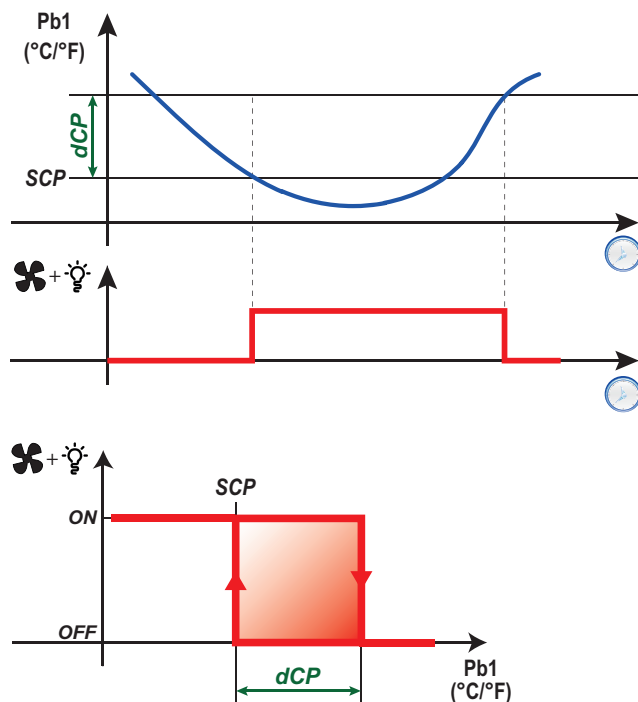 Pb1
(°C/°F)
dCP
SCP
+
+
SCP
ON
OFF
dCP
Pb1
(°C/°F)